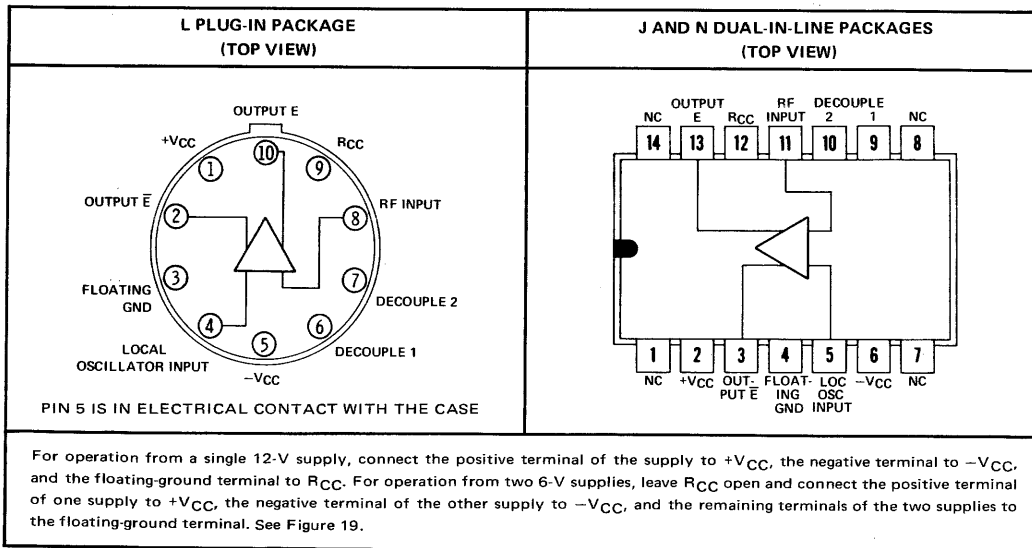 L PLUG-IN PACKAGE
(TOP VIEW)
OUTPUT E
+VCC
RCC
10
1
9
OUTPUT E̅
2
8
RF INPUT
3
7
FLOATING
GND
DECOUPLE 2
4
6
5
DECOUPLE 1
LOCAL
OSCILLATOR INPUT
−VCC
PIN 5 IS IN ELECTRICAL CONTACT WITH THE CASE
J AND N DUAL-IN-LINE PACKAGES
(TOP VIEW)
OUTPUT RF DECOUPLE
NC E RCC INPUT 2 1 NC
14 13 12 11 10 9 8
1 2 3 4 5 6 7
NC +VCC OUT- FLOAT- LOC −VCC NC
PUT E̅ ING OSC
GND INPUT
For operation from a single 12-V supply, connect the positive terminal of the supply to +VCC, the negative terminal to −VCC,
and the floating-ground terminal to RCC. For operation from two 6-V supplies, leave RCC open and connect the positive terminal
of one supply to +VCC, the negative terminal of the other supply to −VCC, and the remaining terminals of the two supplies to
the floating-ground terminal. See Figure 19.